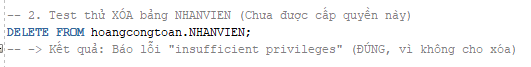 -- 2. Test thử XÓA bảng NHANVIEN (Chưa được cấp quyền này)
DELETE FROM hoangcongtoan.NHANVIEN;
-- -> Kết quả: Báo lỗi "insufficient privileges" (ĐÚNG, vì không cho xóa)